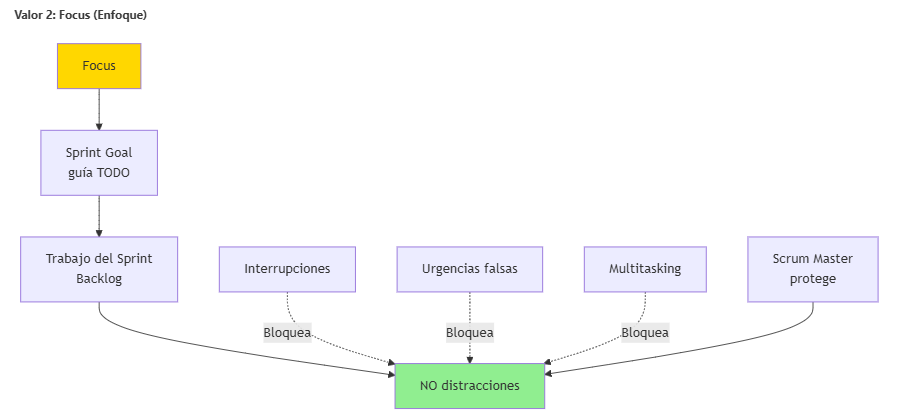 Valor 2: Focus (Enfoque)
Focus
Sprint Goal
guía TODO
Trabajo del Sprint
Backlog
Interrupciones
Urgencias falsas
Multitasking
Scrum Master
protege
Bloquea
Bloquea
Bloquea
NO distracciones